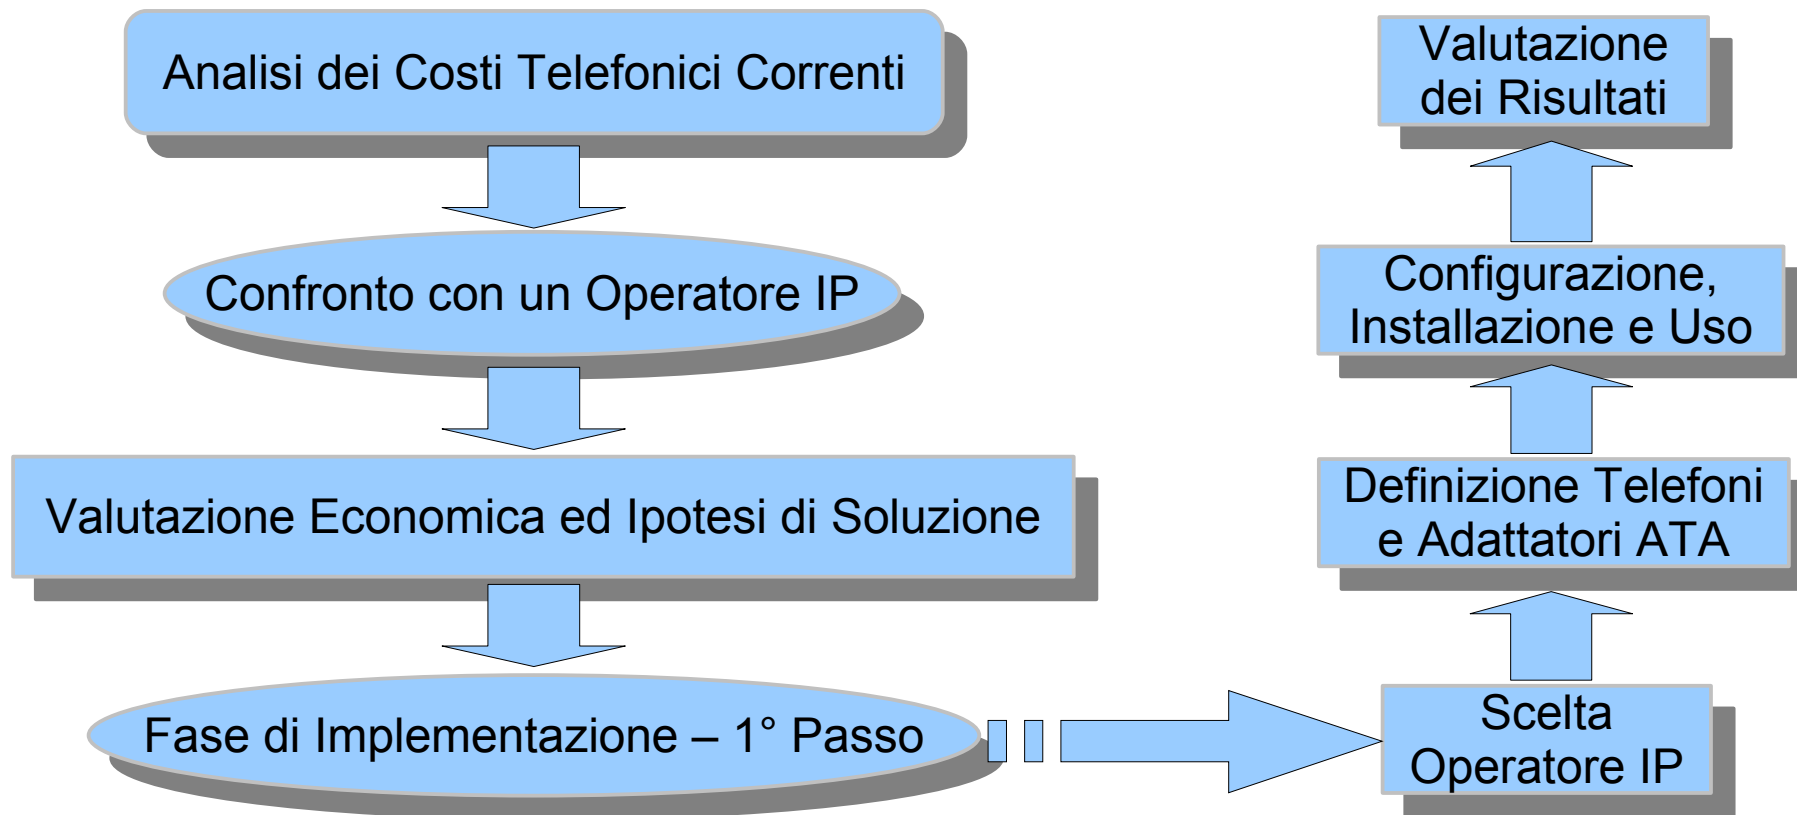 Analisi dei Costi Telefonici Correnti
Confronto con un Operatore IP
Valutazione Economica ed Ipotesi di Soluzione
Fase di Implementazione – 1° Passo
Scelta
Operatore IP
Definizione Telefoni
e Adattatori ATA
Configurazione,
Installazione e Uso
Valutazione
dei Risultati